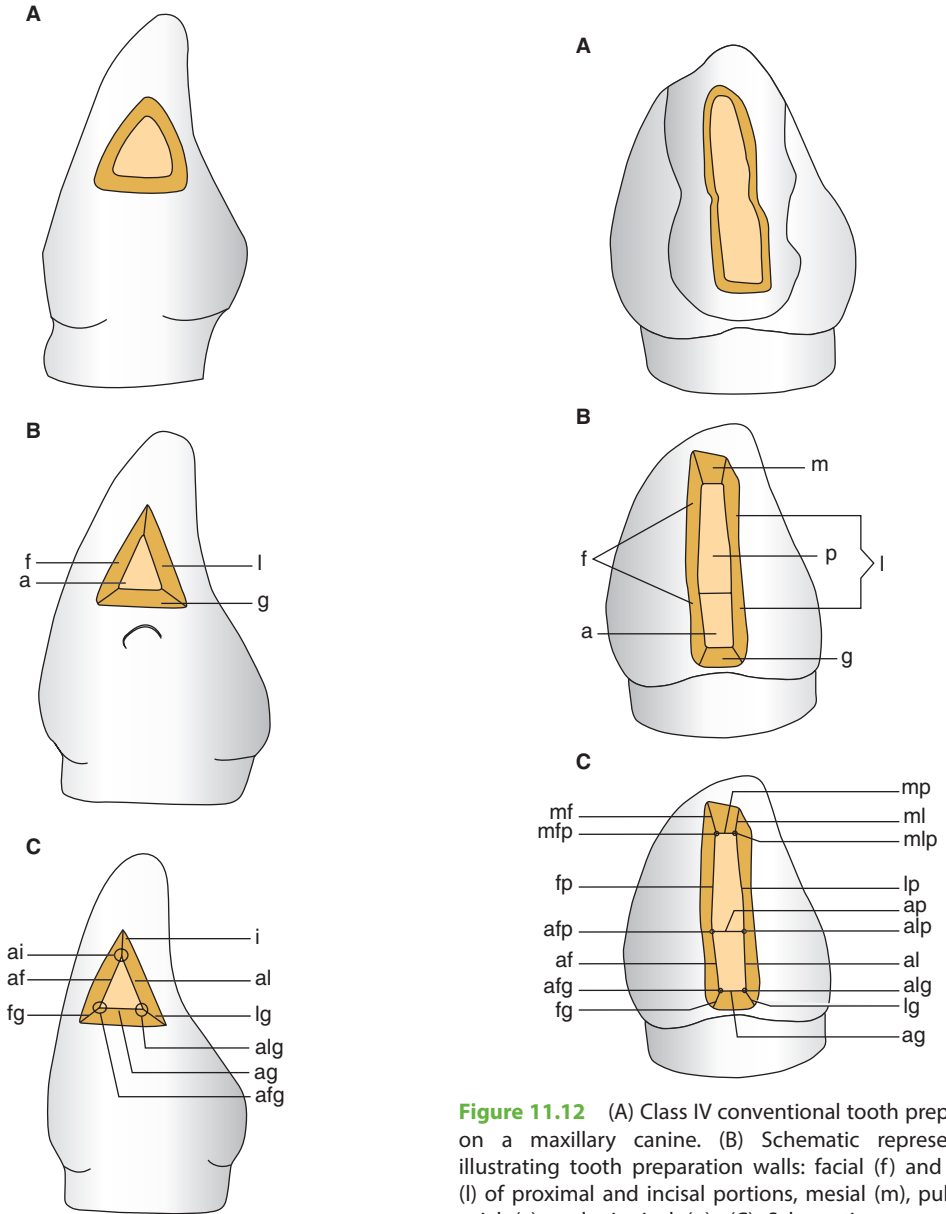 A
B
f
a
l
g
C
ai
af
fg
i
al
lg
alg
ag
afg
A
B
m
f
p
l
a
g
C
mf
mfp
fp
afp
af
afg
fg
mp
ml
mlp
lp
ap
alp
al
alg
lg
ag
Figure 11.12 (A) Class IV conventional tooth prep
on a maxillary canine. (B) Schematic represe
illustrating tooth preparation walls: facial (f) and
(l) of proximal and incisal portions, mesial (m), pul